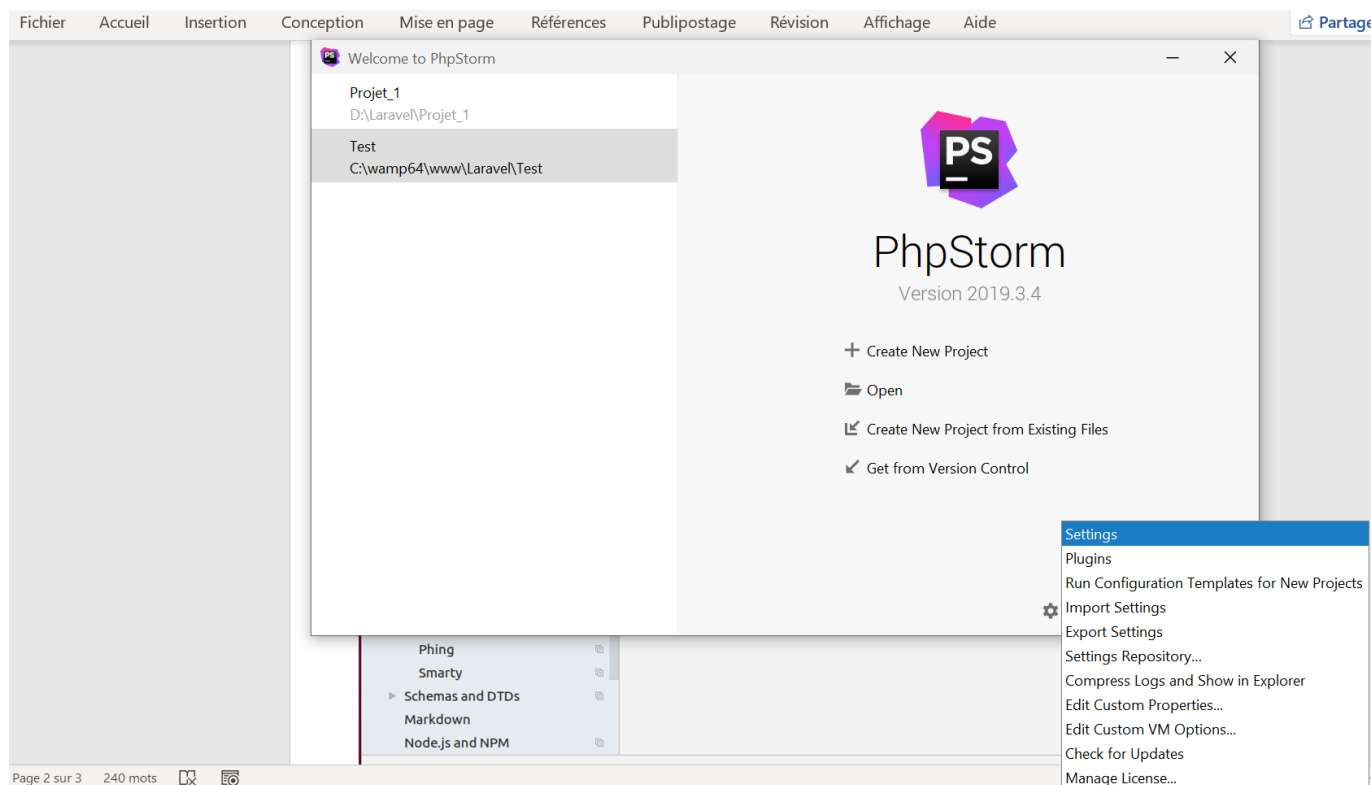 Fichier Accueil Insertion Conception Mise en page Références Publipostage Révision Affichage Aide Partage
PS Welcome to PhpStorm
Projet_1
D:\Laravel\Projet_1
Test
C:\wamp64\www\Laravel\Test
PS
PhpStorm
Version 2019.3.4
Create New Project
Open
Create New Project from Existing Files
Get from Version Control
Settings
Plugins
Run Configuration Templates for New Projects
Import Settings
Export Settings
Settings Repository...
Compress Logs and Show in Explorer
Edit Custom Properties...
Edit Custom VM Options...
Check for Updates
Manage License...
Phing
Smarty
Schemas and DTDs
Markdown
Node.js and NPM
Page 2 sur 3 240 mots